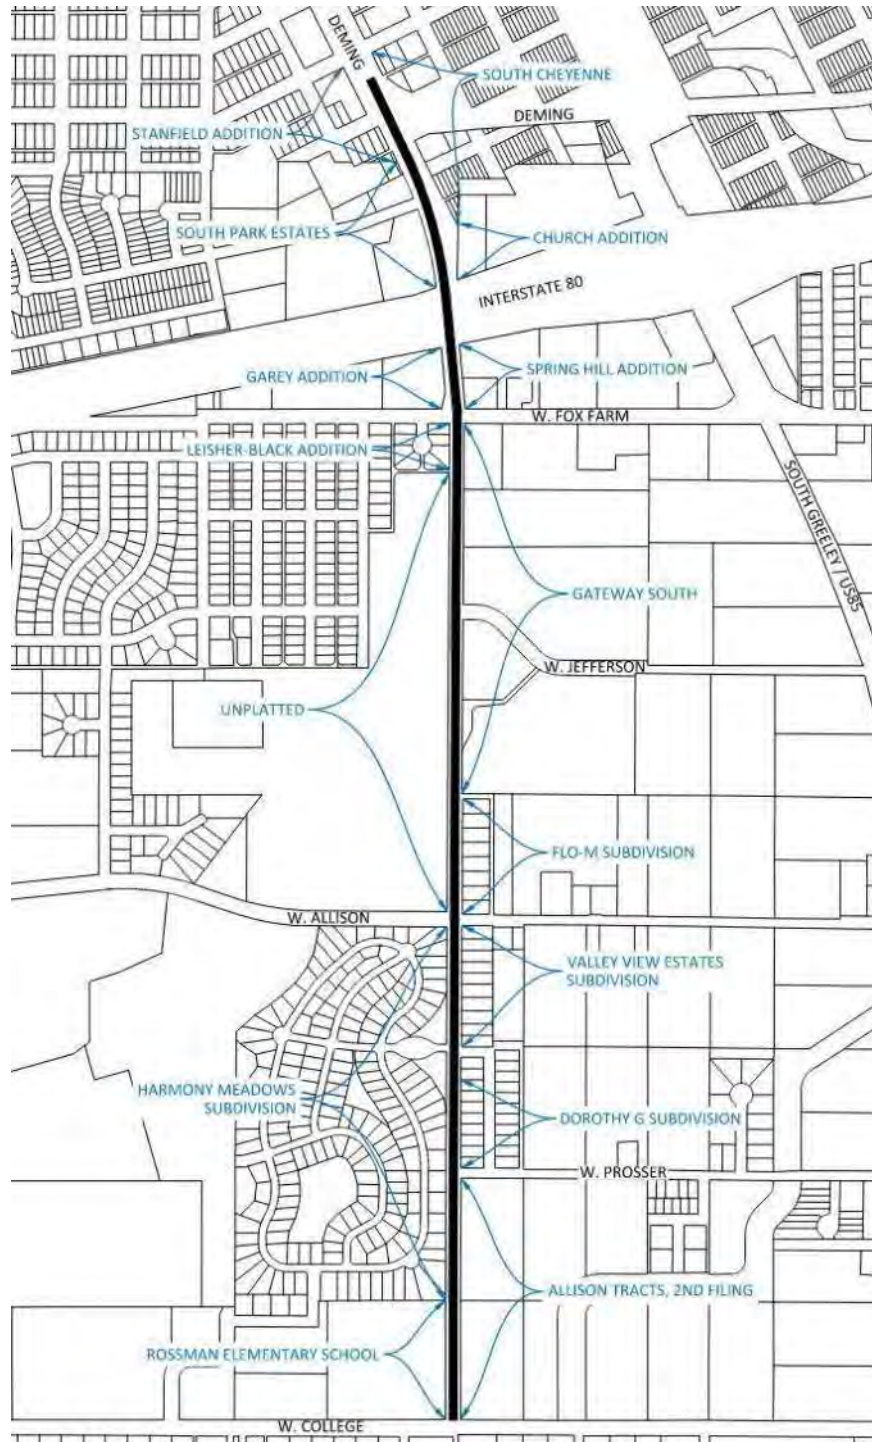 DEMING
SOUTH CHEYENNE
DEMING
STANFIELD ADDITION
SOUTH PARK ESTATES
CHURCH ADDITION
INTERSTATE 80
GAREY ADDITION
SPRING HILL ADDITION
W. FOX FARM
LEISHER-BLACK ADDITION
SOUTH GREELEY / US85
GATEWAY SOUTH
W. JEFFERSON
UNPLATTED
FLO-M SUBDIVISION
W. ALLISON
VALLEY VIEW ESTATES
SUBDIVISION
HARMONY MEADOWS
SUBDIVISION
DOROTHY G SUBDIVISION
W. PROSSER
ALLISON TRACTS, 2ND FILING
ROSSMAN ELEMENTARY SCHOOL
W. COLLEGE